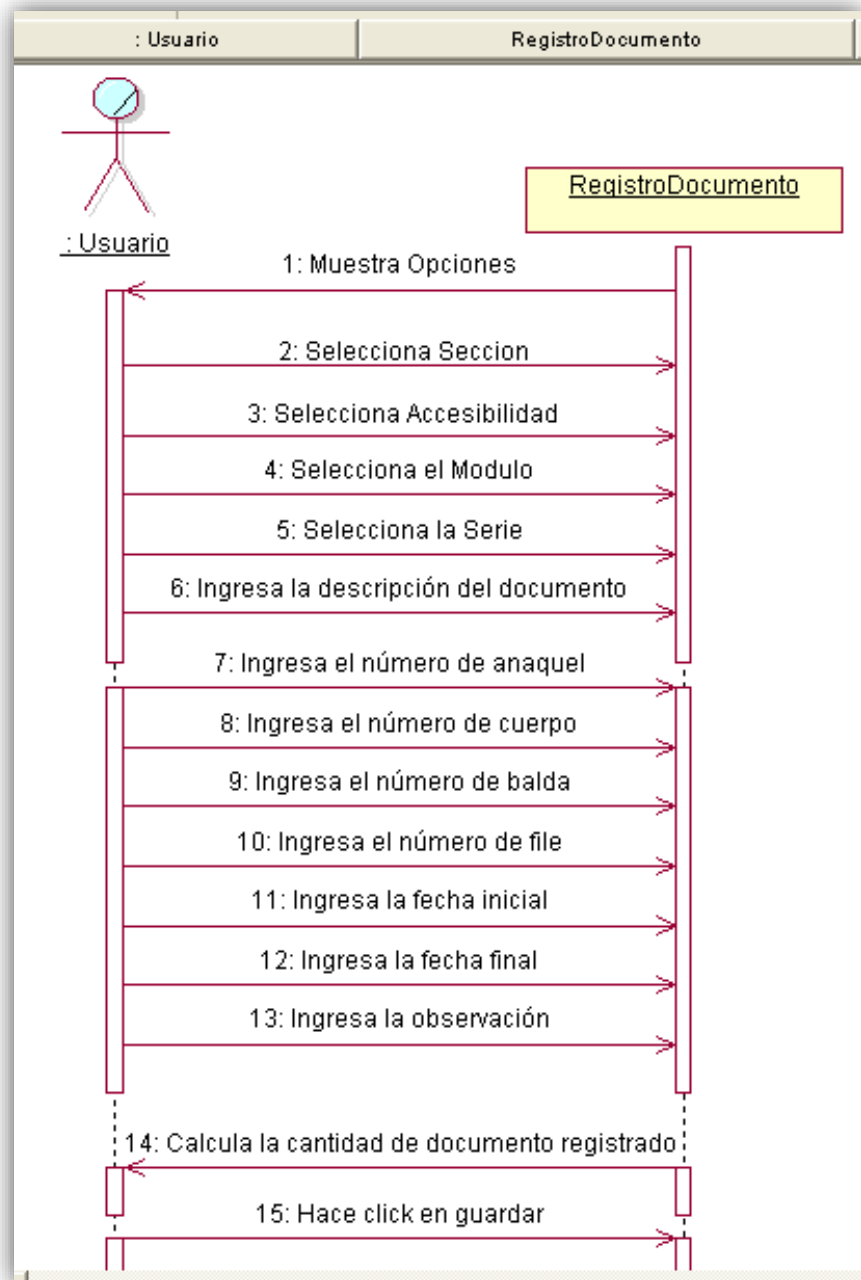 : Usuario
RegistroDocumento
RegistroDocumento
: Usuario
1: Muestra Opciones
2: Selecciona Seccion
3: Selecciona Accesibilidad
4: Selecciona el Modulo
5: Selecciona la Serie
6: Ingresa la descripción del documento
7: Ingresa el número de anaquel
8: Ingresa el número de cuerpo
9: Ingresa el número de balda
10: Ingresa el número de file
11: Ingresa la fecha inicial
12: Ingresa la fecha final
13: Ingresa la observación
14: Calcula la cantidad de documento registrado
15: Hace click en guardar